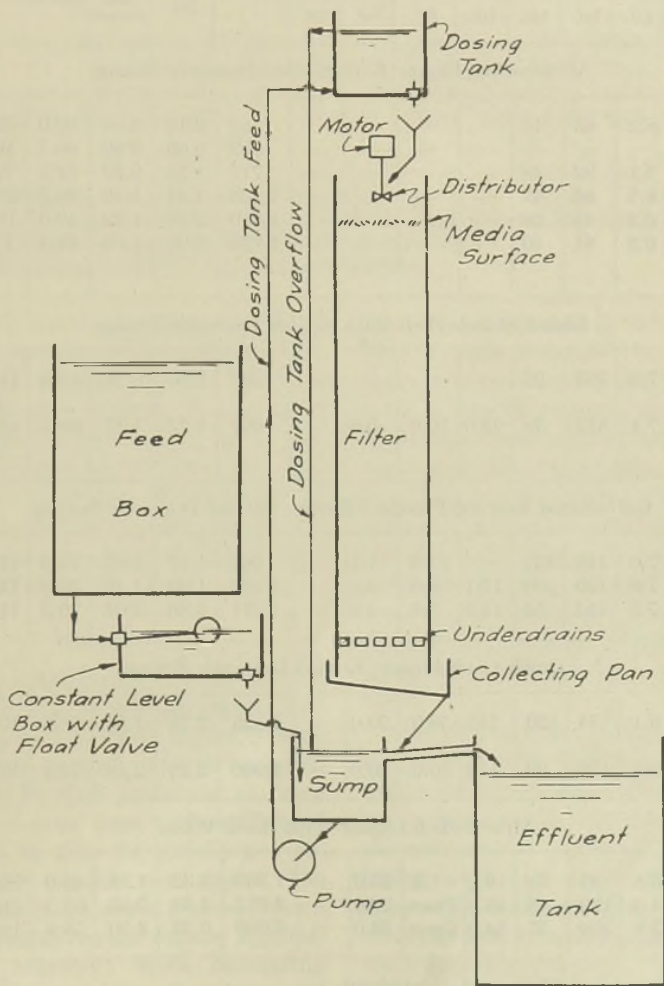 Dosing
Tank
Motor
Distributor
Media
Surface
Dosing Tank Feed
Dosing Tank Overflow
Feed
Box
Filter
Underdrains
Collecting Pan
Constant Level
Box with
Float Valve
Sump
Pump
Effluent
Tank